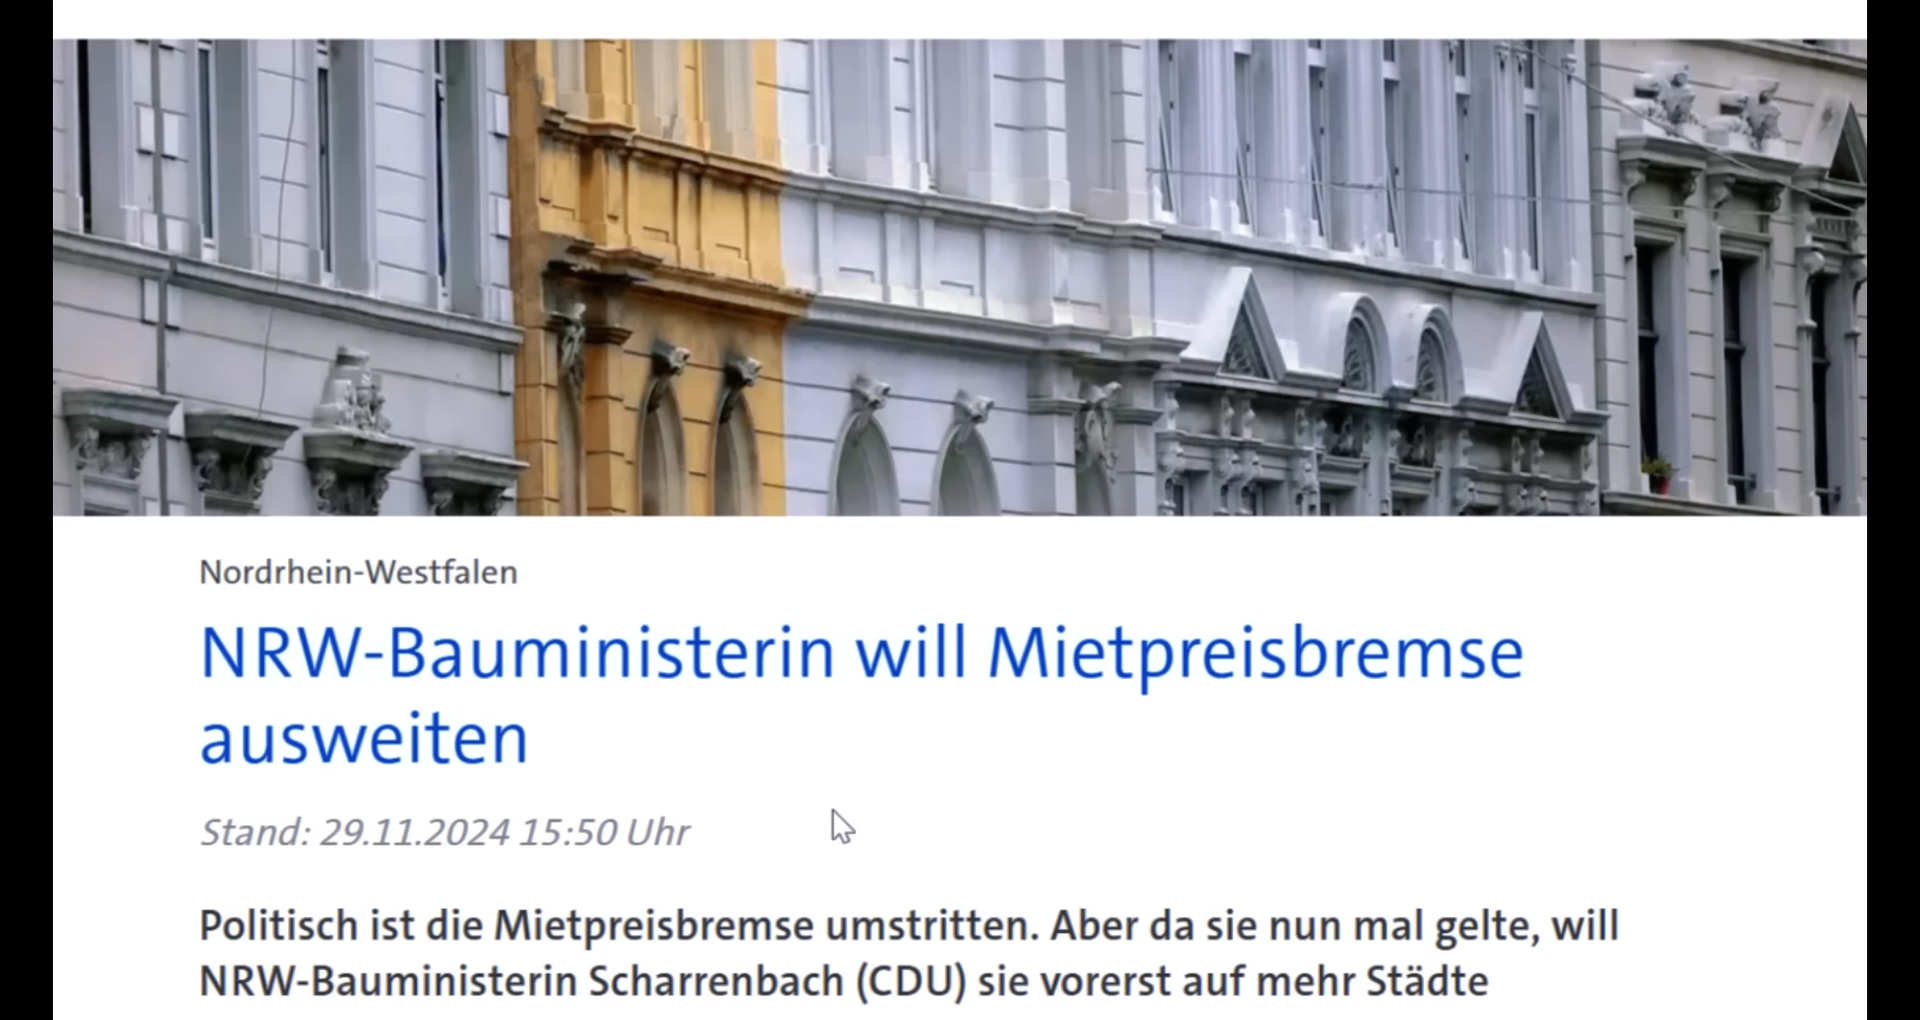 Nordrhein-Westfalen
NRW-Bauministerin will Mietpreisbremse
ausweiten
Stand: 29.11.2024 15:50 Uhr
Politisch ist die Mietpreisbremse umstritten. Aber da sie nun mal gelte, will
NRW-Bauministerin Scharrenbach (CDU) sie vorerst auf mehr Städte